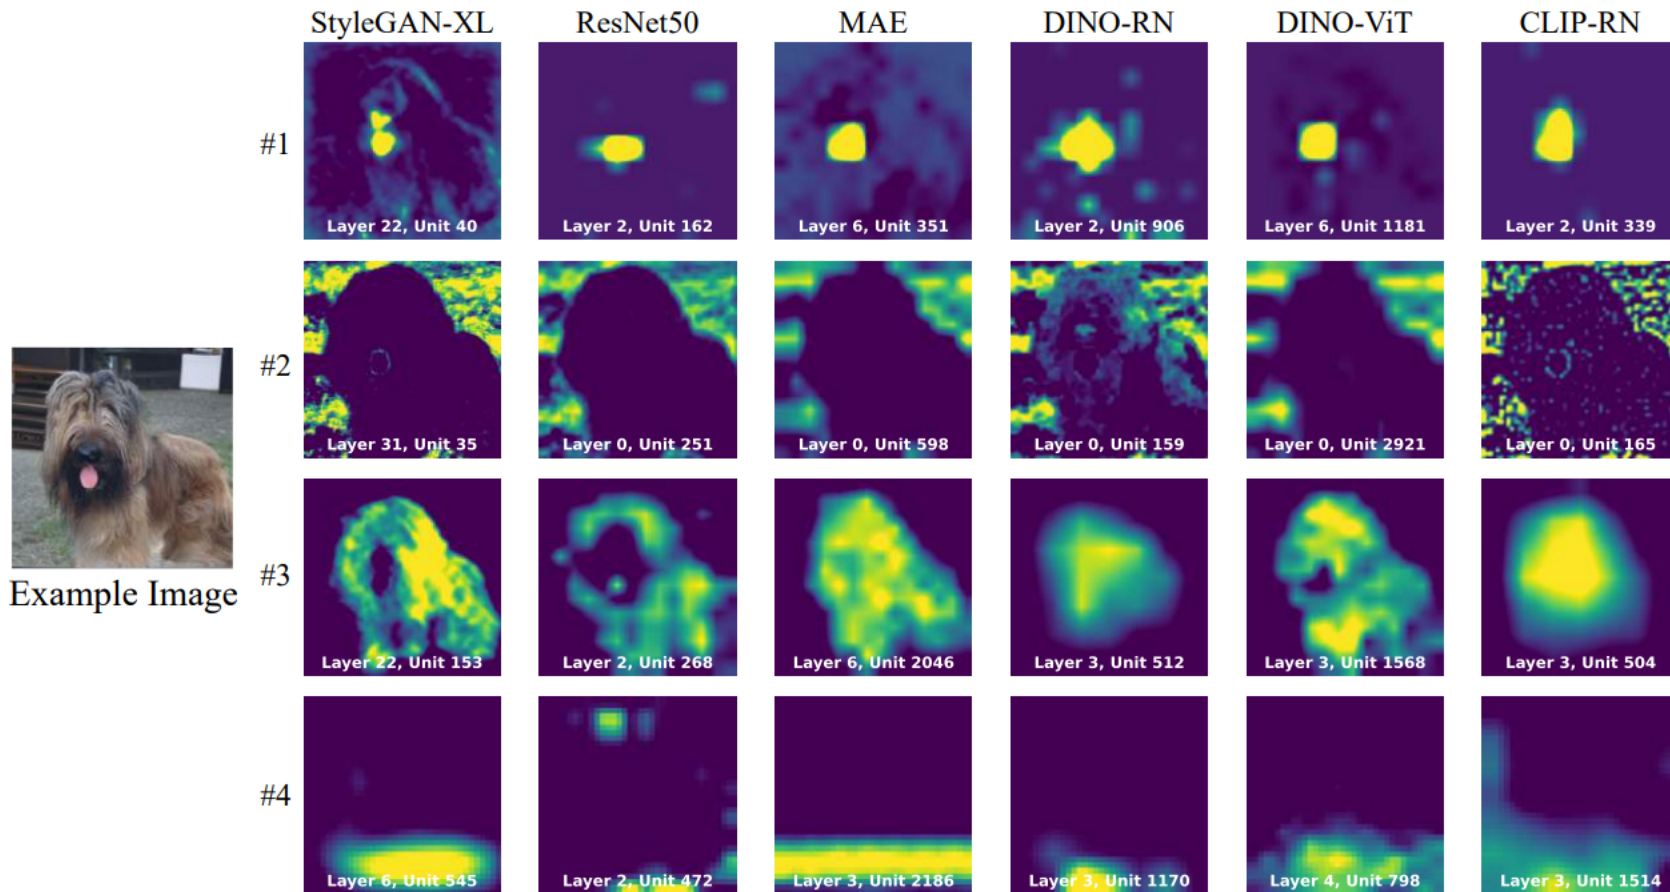 StyleGAN-XL ResNet50 MAE DINO-RN DINO-ViT CLIP-RN
#1
Layer 22, Unit 40 Layer 2, Unit 162 Layer 6, Unit 351 Layer 2, Unit 906 Layer 6, Unit 1181 Layer 2, Unit 339
#2
Layer 31, Unit 35 Layer 0, Unit 251 Layer 0, Unit 598 Layer 0, Unit 159 Layer 0, Unit 2921 Layer 0, Unit 165
Example Image
#3
Layer 22, Unit 153 Layer 2, Unit 268 Layer 6, Unit 2046 Layer 3, Unit 512 Layer 3, Unit 1568 Layer 3, Unit 504
#4
Layer 6, Unit 545 Layer 2, Unit 472 Layer 3, Unit 2186 Layer 3, Unit 1170 Layer 4, Unit 798 Layer 3, Unit 1514